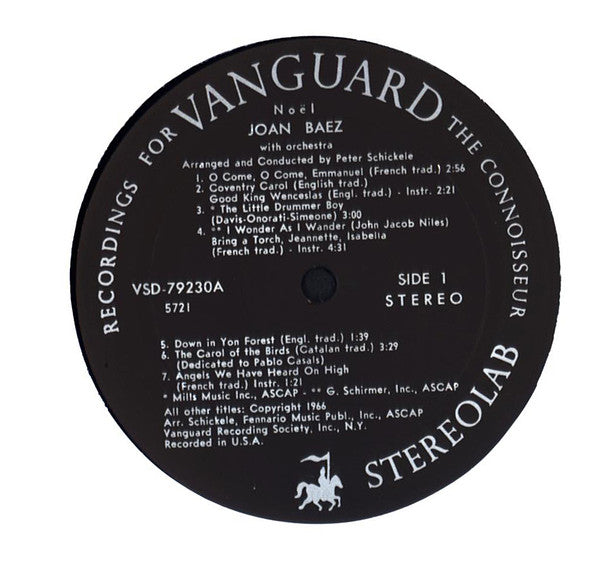 RECORDINGS FOR VANGUARD THE CONNOISSEUR
Noël
JOAN BAEZ
with orchestra
Arranged and Conducted by Peter Schickele
1. O Come, O Come, Emmanuel (French trad.) 2:56
2. Coventry Carol (English trad.)
Good King Wenceslas (Engl. trad.) - Instr. 2:21
3. * The Little Drummer Boy
(Davis-Onorati-Simeone) 3:00
4. ** I Wonder As I Wander (John Jacob Niles)
Bring a Torch, Jeannette, Isabella
(French trad.) - Instr. 4:31
VSD-79230A
5721
SIDE 1
STEREO
5. Down in Yon Forest (Engl. trad.) 1:39
6. The Carol of the Birds (Catalan trad.) 3:29
(Dedicated to Pablo Casals)
7. Angels We Have Heard On High
(French trad.) Instr. 1:21
* Mills Music Inc., ASCAP - ** G. Schirmer, Inc., ASCAP
All other titles: Copyright 1966
Arr. Schickele, Fennario Music Publ., Inc., ASCAP
Vanguard Recording Society, Inc., N.Y.
Recorded in U.S.A.
STEREOLAB